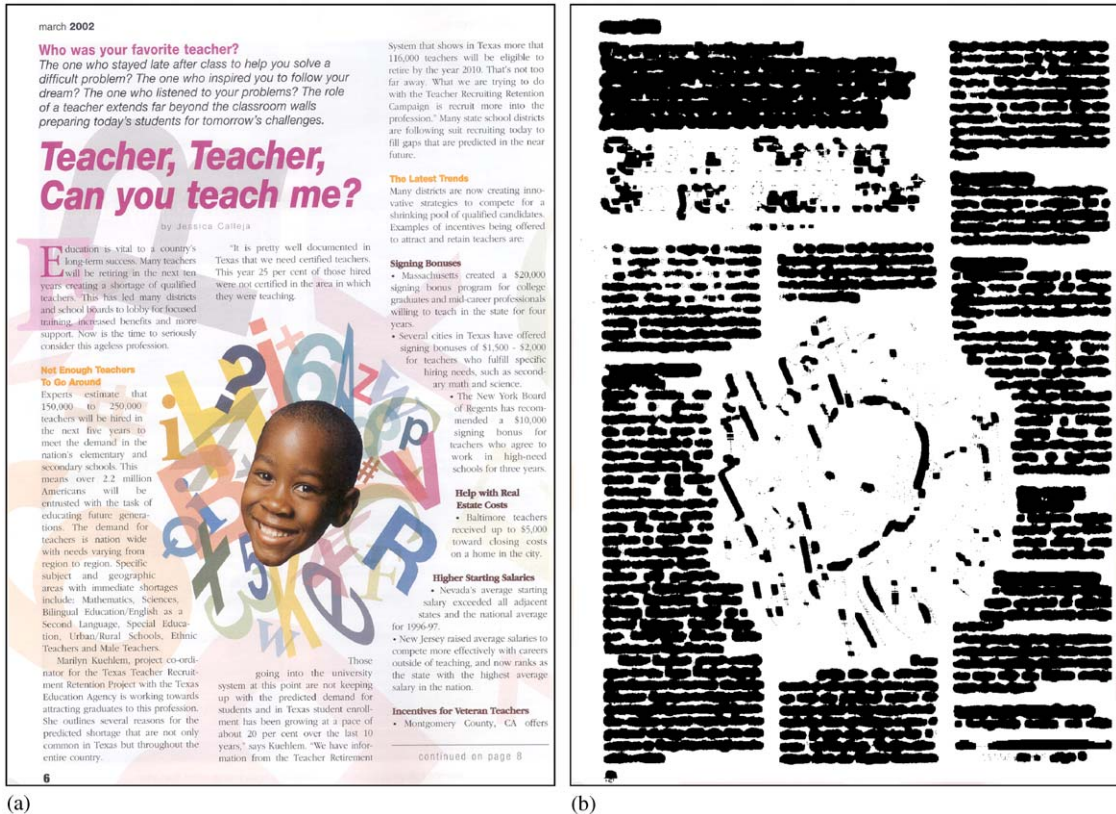 march 2002
Who was your favorite teacher?
The one who stayed late after class to help you solve a
difficult problem? The one who inspired you to follow your
dream? The one who listened to your problems? The role
of a teacher extends far beyond the classroom walls
preparing today's students for tomorrow's challenges.
Teacher, Teacher,
Can you teach me?
by Jessica Calleja
Education is vital to a country's
long-term success. Many teachers
will be retiring in the next ten
years creating a shortage of qualified
teachers. This has led many districts
and school boards to lobby for focused
training, increased benefits and more
support. Now is the time to seriously
consider this ageless profession.
Not Enough Teachers
To Go Around
Experts estimate that
150,000 to 250,000
teachers will be hired in
the next five years to
meet the demand in the
nation's elementary and
secondary schools. This
means over 2.2 million
Americans will be
entrusted with the task of
educating future genera-
tions. The demand for
teachers is nation wide
with needs varying from
region to region. Specific
subject and geographic
areas with immediate shortages
include: Mathematics, Sciences,
Bilingual Education/English as a
Second Language, Special Educa-
tion, Urban/Rural Schools, Ethnic
Teachers and Male Teachers.
Marilyn Kuehlem, project co-ordi-
nator for the Texas Teacher Recruit-
ment Retention Project with the Texas
Education Agency is working towards
attracting graduates to this profession.
She outlines several reasons for the
predicted shortage that are not only
common in Texas but throughout the
entire country.
"It is pretty well documented in
Texas that we need certified teachers.
This year 25 per cent of those hired
were not certified in the area in which
they were teaching.
Those
going into the university
system at this point are not keeping
up with the predicted demand for
students and in Texas student enroll-
ment has been growing at a pace of
about 20 per cent over the last 10
years," says Kuehlem. "We have infor-
mation from the Teacher Retirement
System that shows in Texas more that
116,000 teachers will be eligible to
retire by the year 2010. That's not too
far away. What we are trying to do
with the Teacher Recruiting Retention
Campaign is recruit more into the
profession." Many state school districts
are following suit recruiting today to
fill gaps that are predicted in the near
future.
The Latest Trends
Many districts are now creating inno-
vative strategies to compete for a
shrinking pool of qualified candidates.
Examples of incentives being offered
to attract and retain teachers are:
Signing Bonuses
• Massachusetts created a $20,000
signing bonus program for college
graduates and mid-career professionals
willing to teach in the state for four
years.
• Several cities in Texas have offered
signing bonuses of $1,500 - $2,000
for teachers who fulfill specific
hiring needs, such as second-
ary math and science.
• The New York Board
of Regents has recom-
mended a $10,000
signing bonus for
teachers who agree to
work in high-need
schools for three years.
Help with Real
Estate Costs
• Baltimore teachers
received up to $5,000
toward closing costs
on a home in the city.
Higher Starting Salaries
• Nevada's average starting
salary exceeded all adjacent
states and the national average
for 1996-97.
• New Jersey raised average salaries to
compete more effectively with careers
outside of teaching, and now ranks as
the state with the highest average
salary in the nation.
Incentives for Veteran Teachers
• Montgomery County, CA offers
continued on page 8
6
(a)
(b)